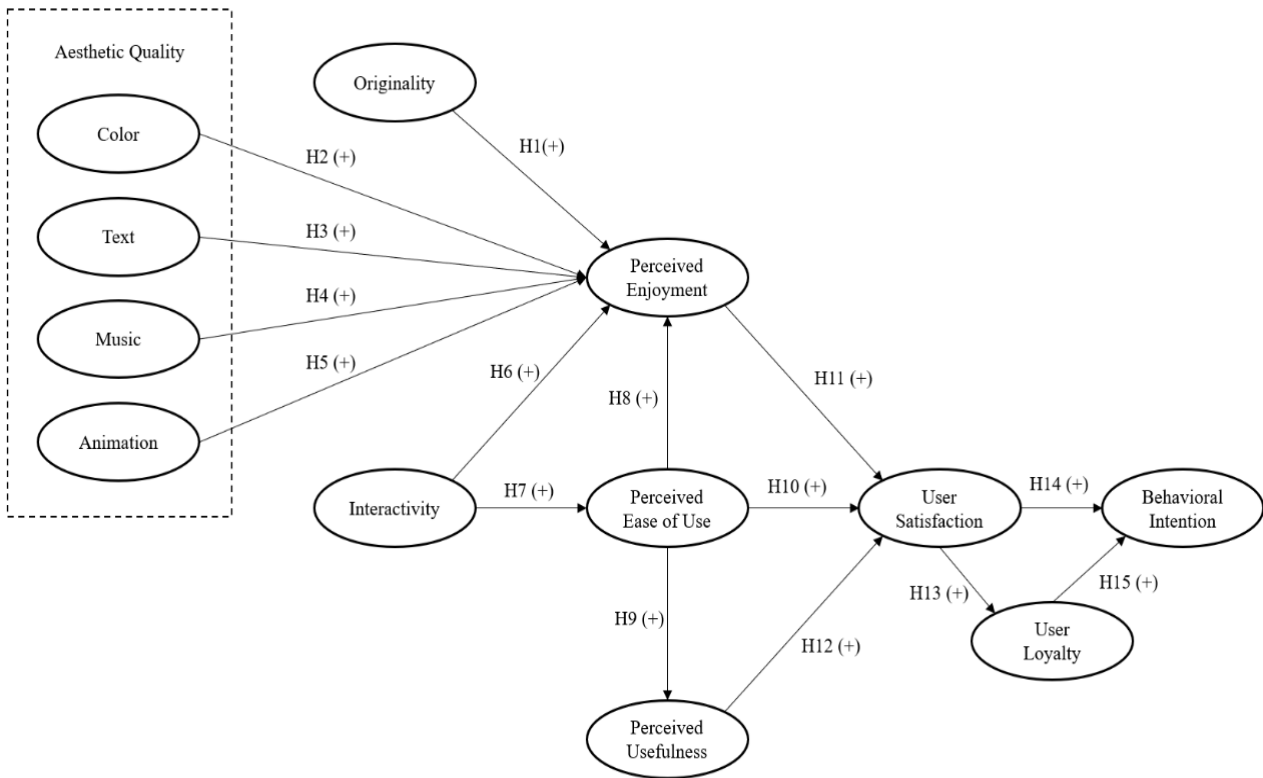 Aesthetic Quality
Color
Text
Music
Animation
Originality
H1(+)
H2 (+)
H3 (+)
H4 (+)
H5 (+)
Perceived
Enjoyment
H6 (+)
H8 (+)
H11 (+)
Interactivity
H7 (+)
Perceived
Ease of Use
H10 (+)
User
Satisfaction
H14 (+)
Behavioral
Intention
H9 (+)
H12 (+)
H13 (+)
H15 (+)
User
Loyalty
Perceived
Usefulness